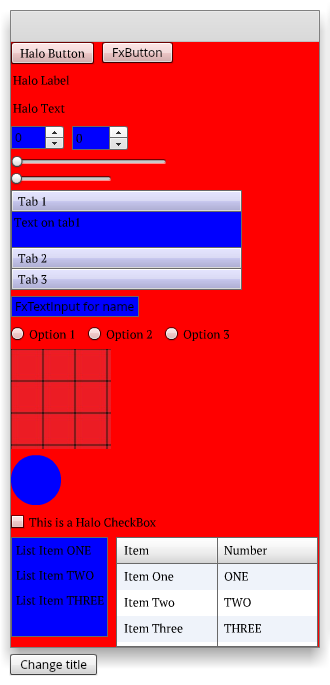 Halo Button FxButton
Halo Label
Halo Text
0 0
Tab 1
Text on tab1
Tab 2
Tab 3
FxTextInput for name
Option 1 Option 2 Option 3
This is a Halo CheckBox
List Item ONE
List Item TWO
List Item THREE
Item Number
Item One ONE
Item Two TWO
Item Three THREE
Change title